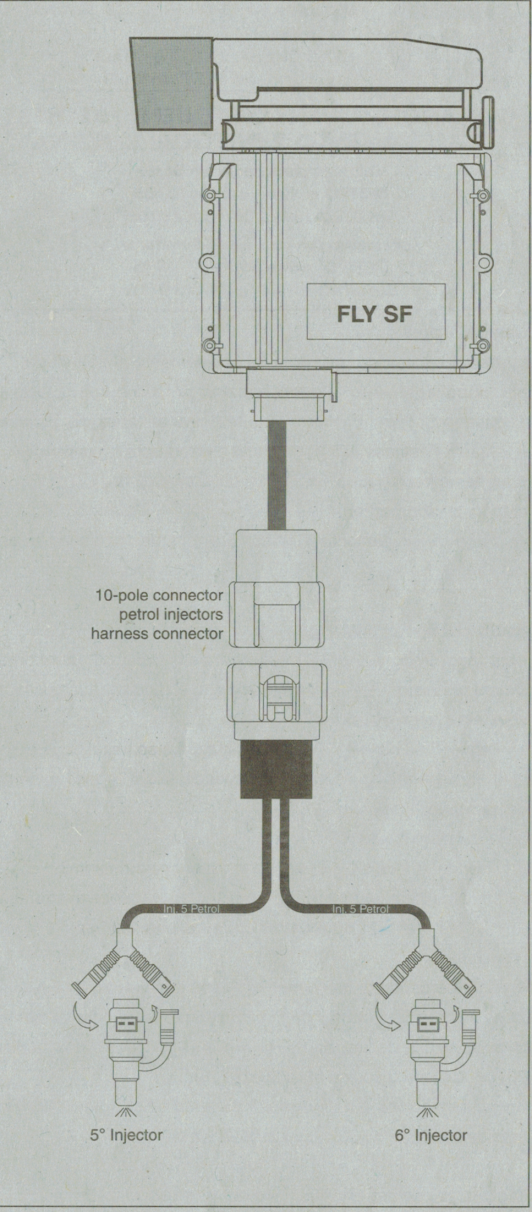 FLY SF
10-pole connector
petrol injectors
harness connector
Inj. 5 Petrol
Inj. 5 Petrol
5° Injector
6° Injector